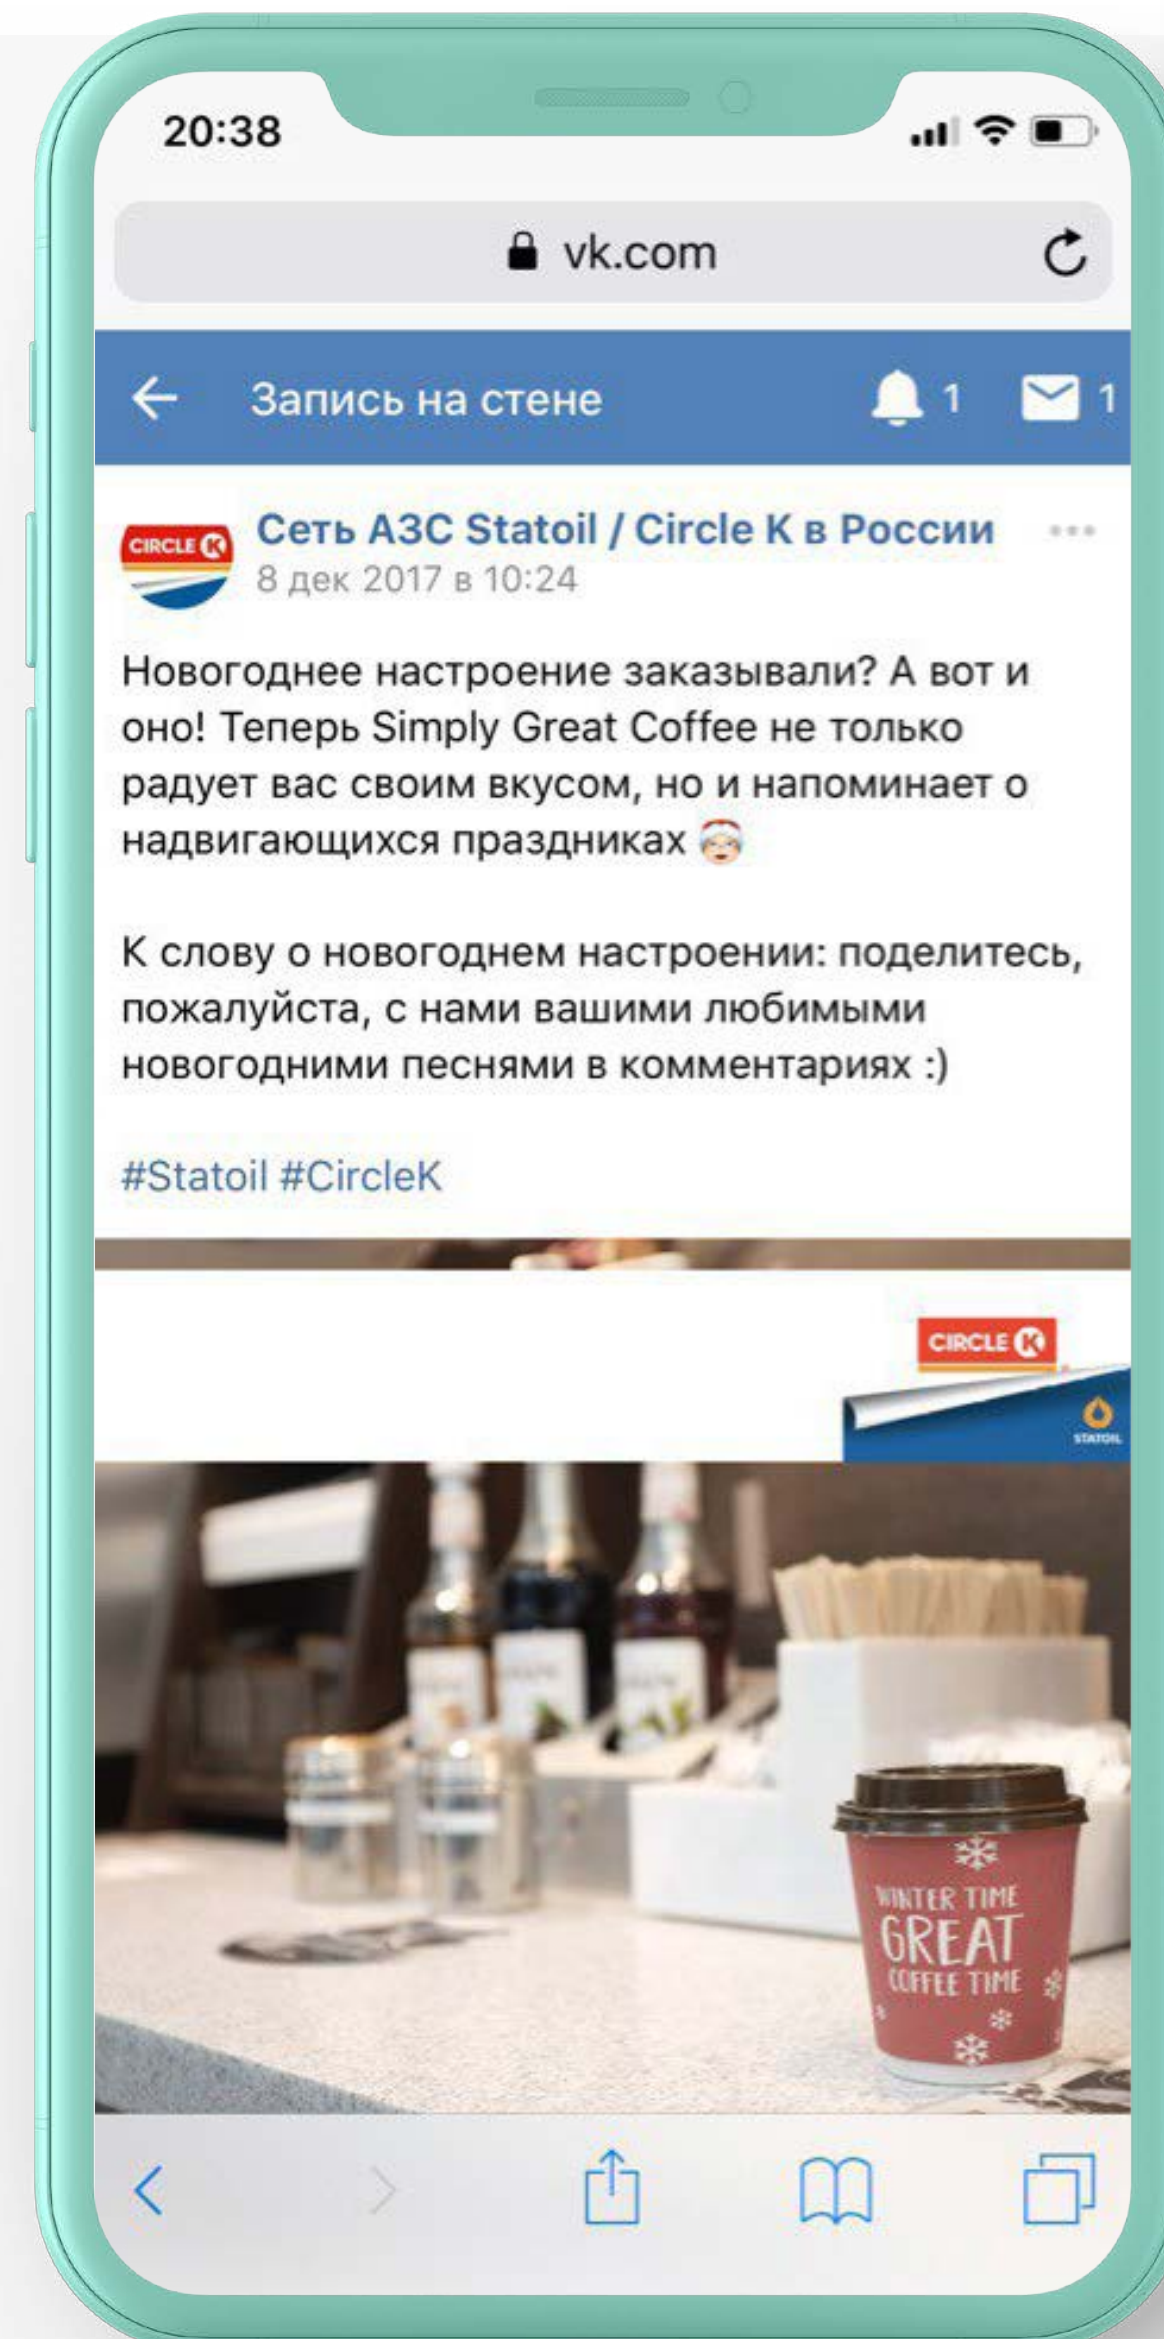 20:38
vk.com
Запись на стене
1
1
CIRCLE K
Сеть АЗС Statoil / Circle K в России
8 дек 2017 в 10:24
Новогоднее настроение заказывали? А вот и
оно! Теперь Simply Great Coffee не только
радует вас своим вкусом, но и напоминает о
надвигающихся праздниках
К слову о новогоднем настроении: поделитесь,
пожалуйста, с нами вашими любимыми
новогодними песнями в комментариях :)
#Statoil #CircleK
CIRCLE K
STATOIL
WINTER TIME
GREAT
COFFEE TIME